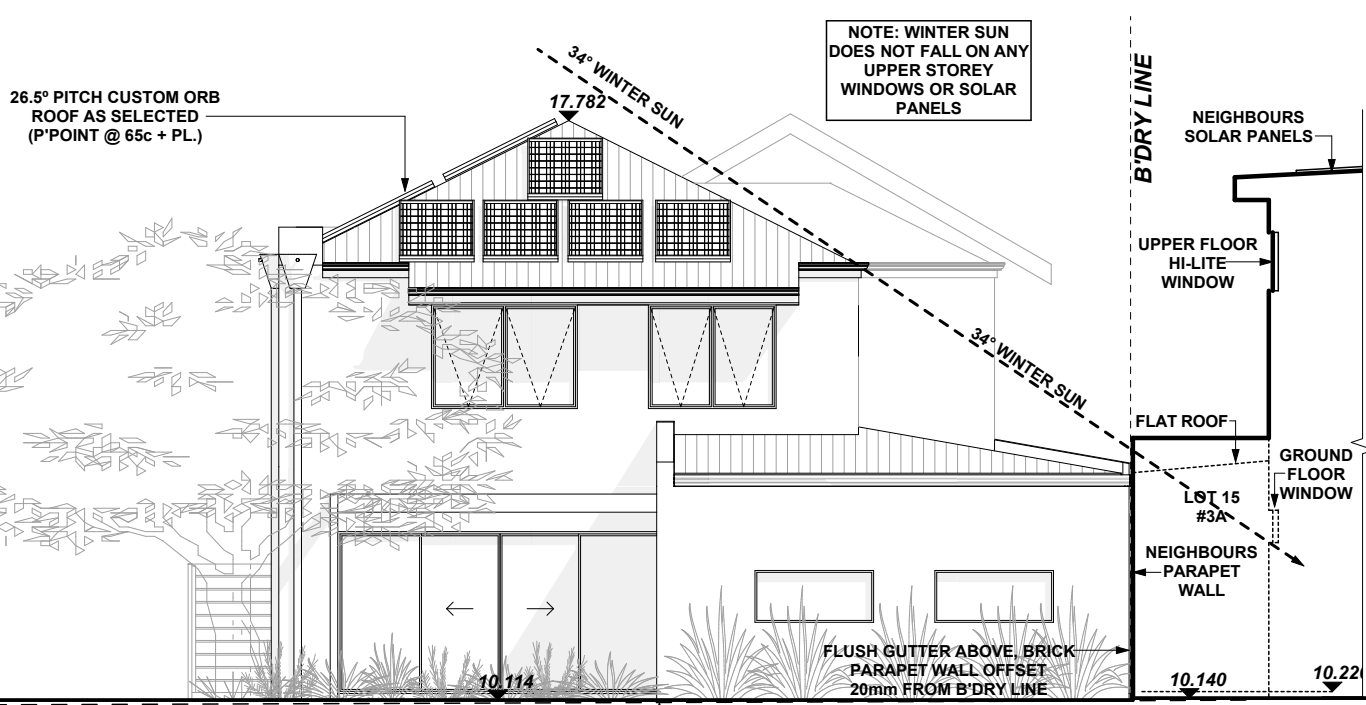 NOTE: WINTER SUN
DOES NOT FALL ON ANY
UPPER STOREY
WINDOWS OR SOLAR
PANELS
34° WINTER SUN
B'DRY LINE
26.5º PITCH CUSTOM ORB
ROOF AS SELECTED
(P'POINT @ 65c + PL.)
17.782
NEIGHBOURS
SOLAR PANELS
UPPER FLOOR
HI-LITE
WINDOW
34° WINTER SUN
FLAT ROOF
GROUND
FLOOR
WINDOW
LOT 15
#3A
NEIGHBOURS
PARAPET
WALL
FLUSH GUTTER ABOVE, BRICK
PARAPET WALL OFFSET
20mm FROM B'DRY LINE
10.114
10.140